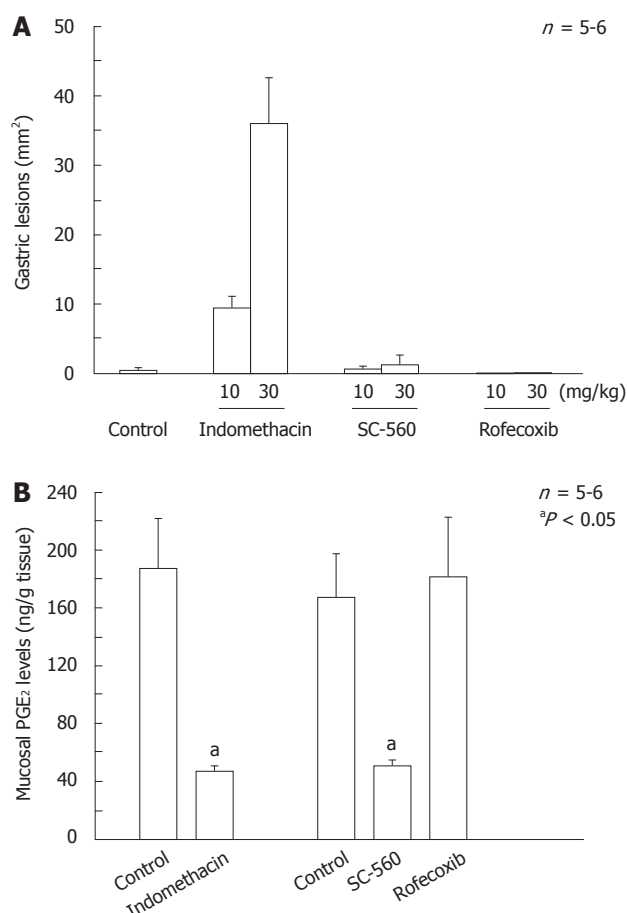 A
n = 5-6
Gastric lesions (mm²)
50
40
30
20
10
0
10 30 10 30 10 30 (mg/kg)
Control Indomethacin SC-560 Rofecoxib
B
n = 5-6
ᵃP < 0.05
Mucosal PGE₂ levels (ng/g tissue)
240
200
160
120
80
40
0
a
a
Control Indomethacin Control SC-560 Rofecoxib